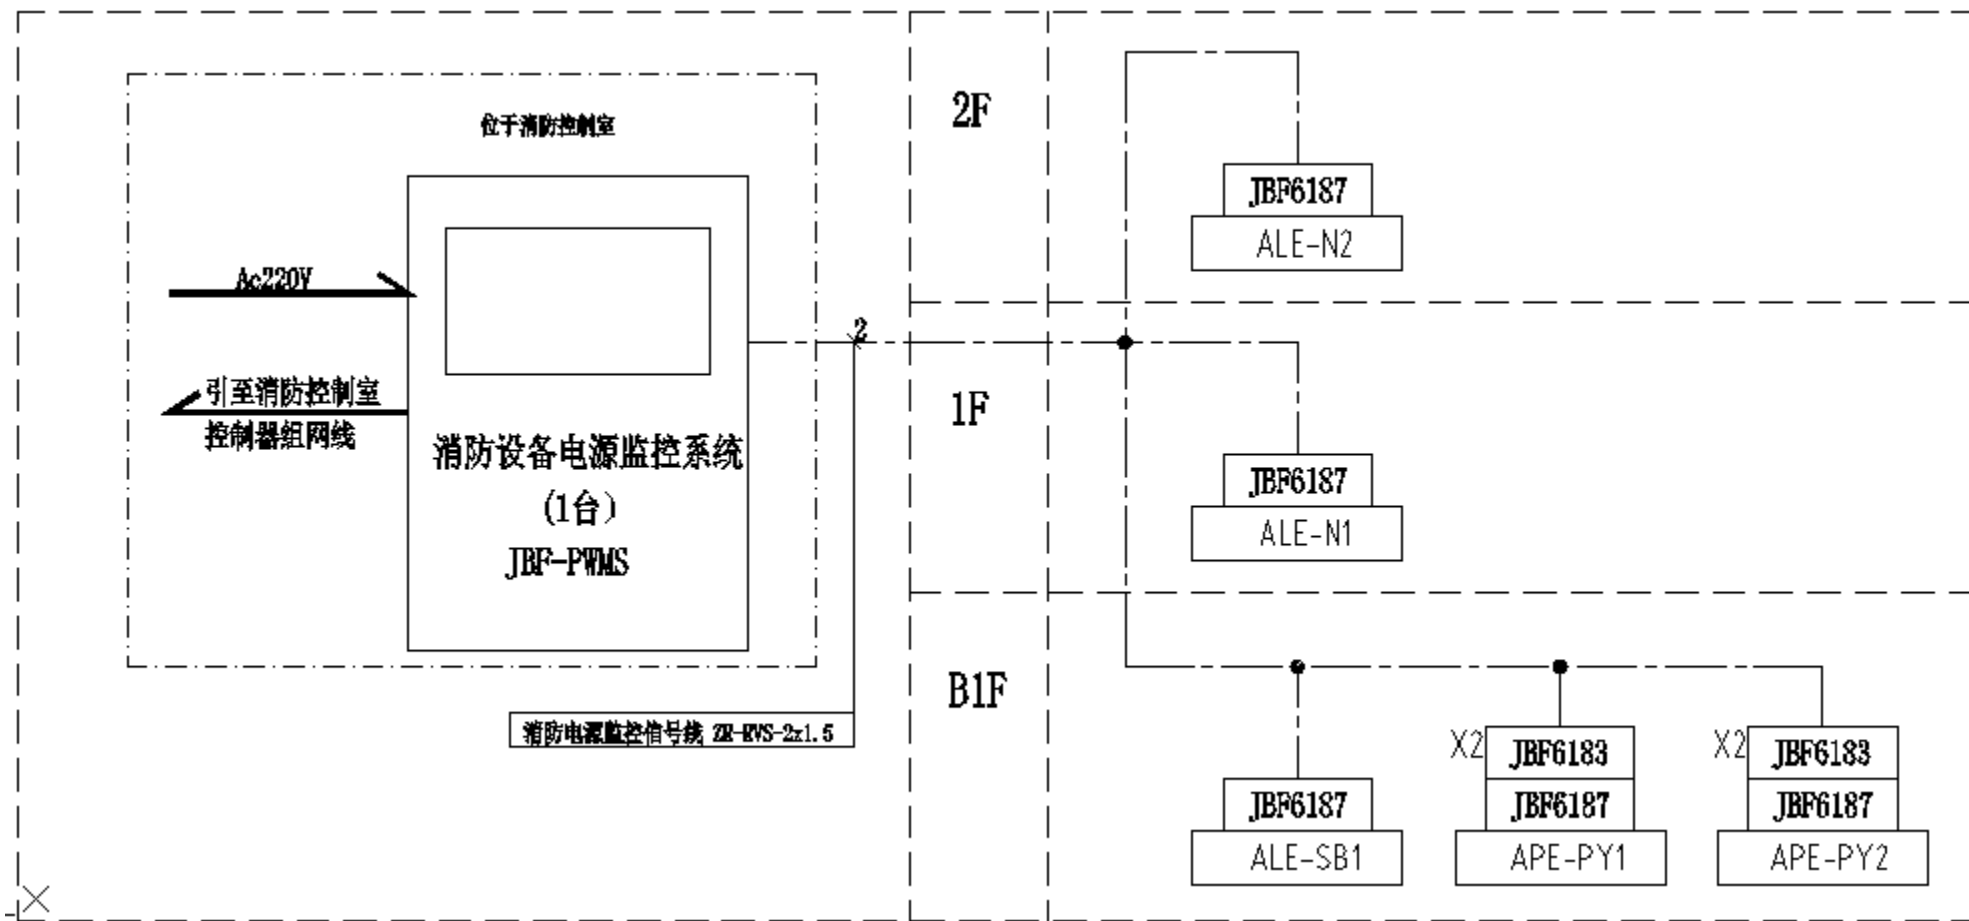 位于消防控制室
Ac220V
引至消防控制室
控制器组网线
消防设备电源监控系统
(1台)
JBF-PWMS
2
消防电源监控信号线 ZR-RVS-2x1.5
2F
JBF6187
ALE-N2
1F
JBF6187
ALE-N1
B1F
JBF6187
ALE-SB1
X2
JBF6183
JBF6187
APE-PY1
X2
JBF6183
JBF6187
APE-PY2